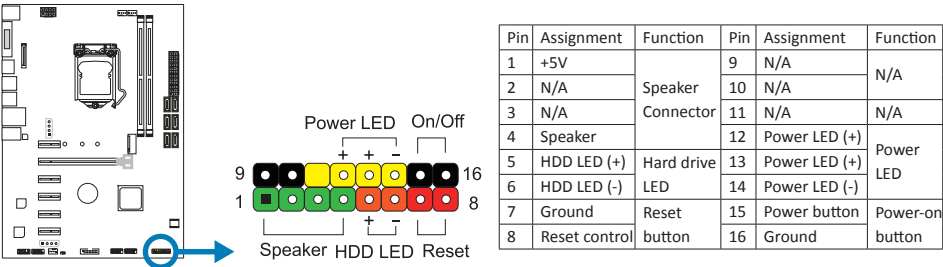 Power LED On/Off
+ + -
9 16
1 8
+ -
Speaker HDD LED Reset
Pin Assignment Function Pin Assignment Function
1 +5V Speaker Connector 9 N/A N/A
2 N/A 10 N/A
3 N/A 11 N/A N/A
4 Speaker 12 Power LED (+) Power LED
5 HDD LED (+) Hard drive LED 13 Power LED (+)
6 HDD LED (-) 14 Power LED (-)
7 Ground Reset button 15 Power button Power-on button
8 Reset control 16 Ground